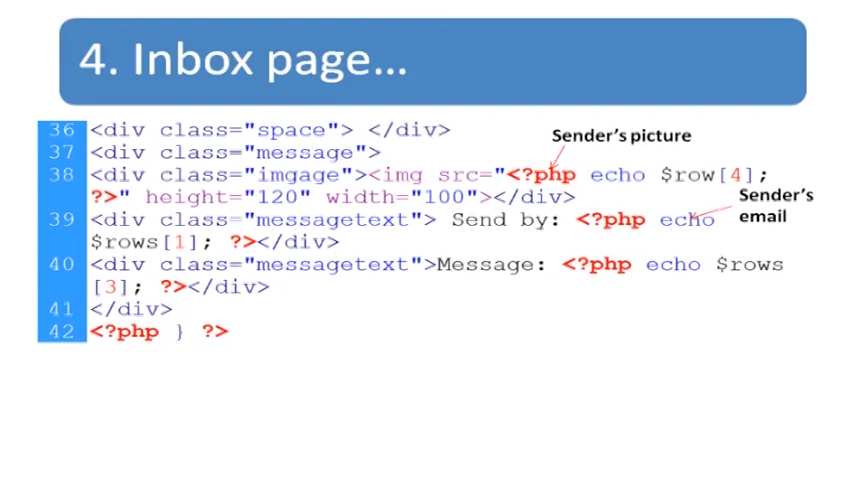 4. Inbox page...
Sender's picture
36 <div class="space"> </div>
37 <div class="message">
38 <div class="imgage"><img src="<?php echo $row[4];
?>" height="120" width="100"></div>
Sender's
email
39 <div class="messagetext"> Send by: <?php echo
$rows[1]; ?></div>
40 <div class="messagetext">Message: <?php echo $rows
[3]; ?></div>
41 </div>
42 <?php } ?>